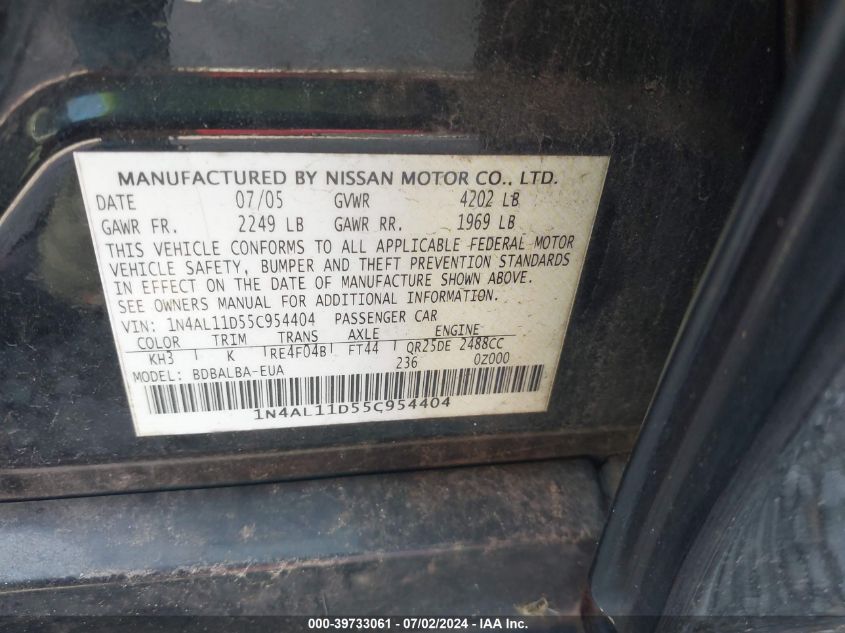 MANUFACTURED BY NISSAN MOTOR CO., LTD.
DATE 07/05 GVWR 4202 LB
GAWR FR. 2249 LB GAWR RR. 1969 LB
THIS VEHICLE CONFORMS TO ALL APPLICABLE FEDERAL MOTOR
VEHICLE SAFETY, BUMPER AND THEFT PREVENTION STANDARDS
IN EFFECT ON THE DATE OF MANUFACTURE SHOWN ABOVE.
SEE OWNERS MANUAL FOR ADDITIONAL INFORMATION.
VIN: 1N4AL11D55C954404 PASSENGER CAR
COLOR TRIM TRANS AXLE ENGINE
KH3 K RE4F04B FT44 QR25DE 2488CC
MODEL: BDBALBA-EUA 236 0Z000
1N4AL11D55C954404
000-39733061 - 07/02/2024 - IAA Inc.